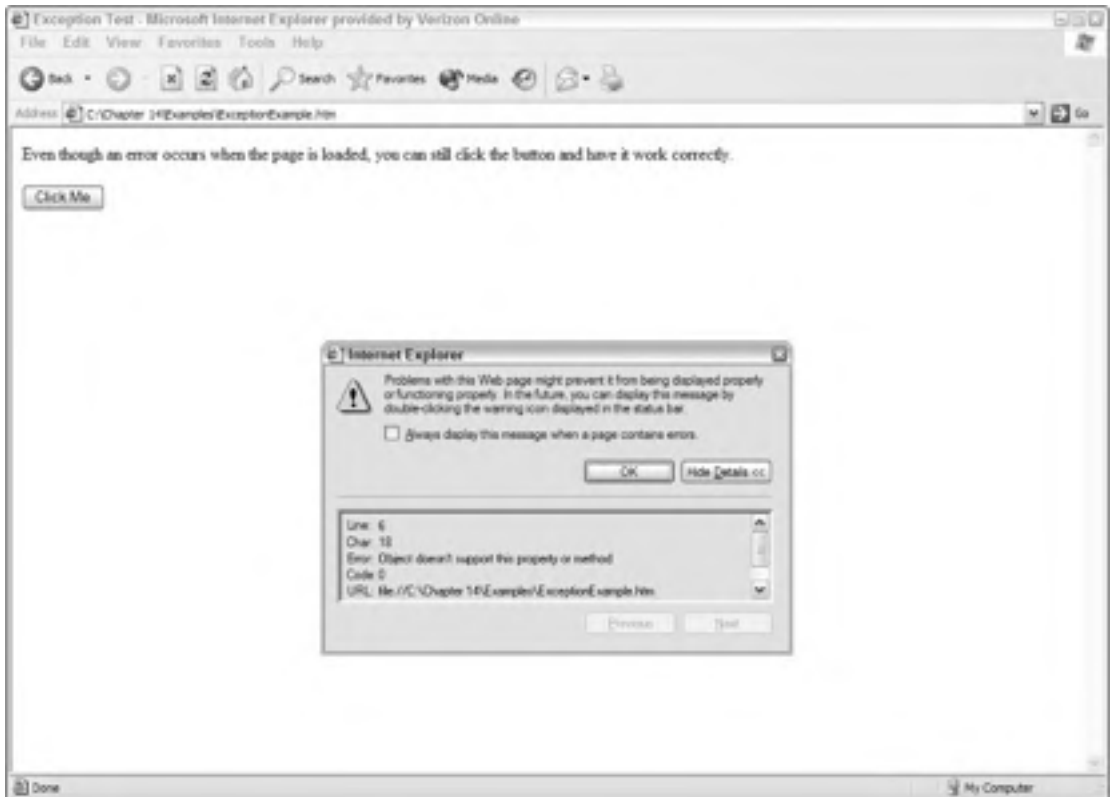 Exception Test - Microsoft Internet Explorer provided by Verizon Online
File Edit View Favorites Tools Help
Back Search Favorites Media
Address C:\Chapter 14\Examples\ExceptionExample.htm Go
Even though an error occurs when the page is loaded, you can still click the button and have it work correctly.
Click Me
Internet Explorer
Problems with this Web page might prevent it from being displayed properly
or functioning properly. In the future, you can display this message by
double-clicking the warning icon displayed in the status bar.
Always display this message when a page contains errors.
OK Hide Details <<
Line: 6
Char: 18
Error: Object doesn't support this property or method
Code: 0
URL: file://C:\Chapter 14\Examples\ExceptionExample.htm
Previous Next
Done My Computer